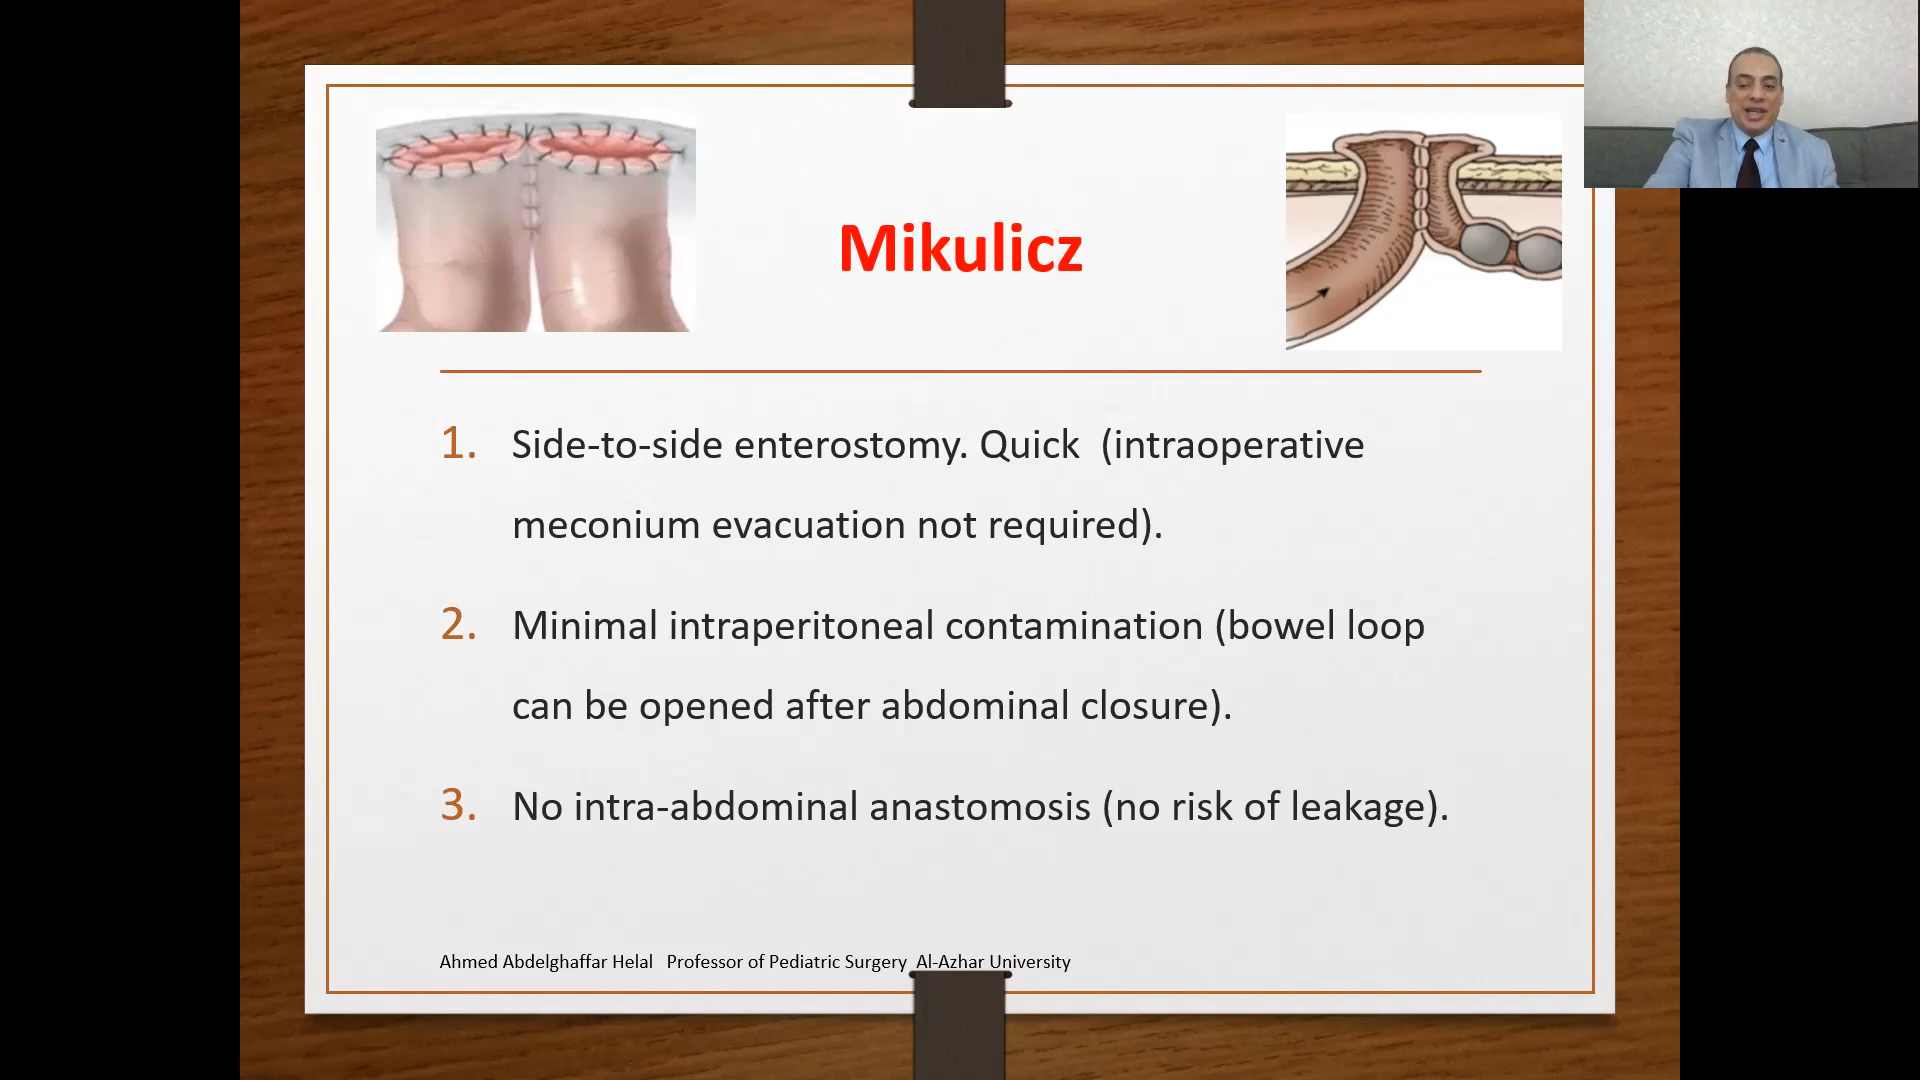 Mikulicz
1. Side-to-side enterostomy. Quick (intraoperative
meconium evacuation not required).
2. Minimal intraperitoneal contamination (bowel loop
can be opened after abdominal closure).
3. No intra-abdominal anastomosis (no risk of leakage).
Ahmed Abdelghaffar Helal Professor of Pediatric Surgery Al-Azhar University